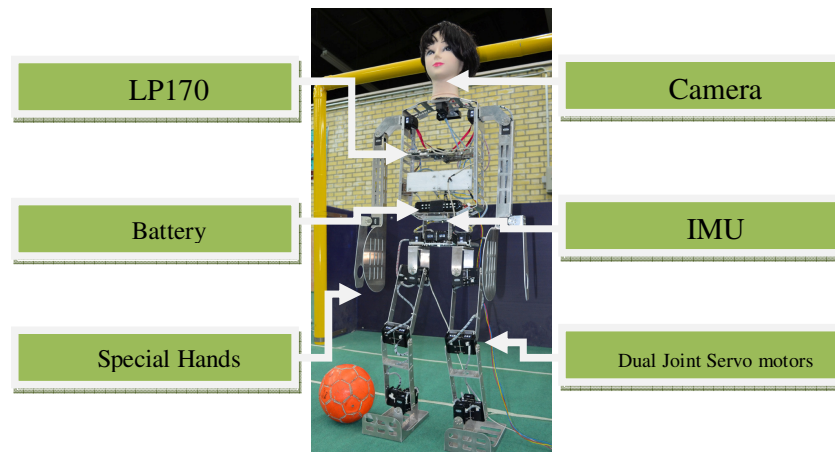 LP170
Camera
Battery
IMU
Special Hands
Dual Joint Servo motors